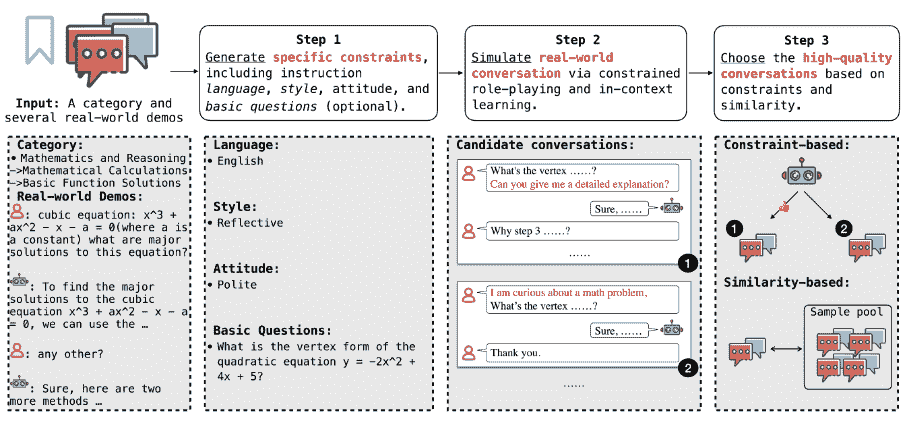 Input: A category and
several real-world demos
Step 1
Generate specific constraints,
including instruction
language, style, attitude, and
basic questions (optional).
Step 2
Simulate real-world
conversation via constrained
role-playing and in-context
learning.
Step 3
Choose the high-quality
conversations based on
constraints and
similarity.
Category:
• Mathematics and Reasoning
->Mathematical Calculations
->Basic Function Solutions
Real-world Demos:
: cubic equation: x^3 +
ax^2 - x - a = 0(where a is
a constant) what are major
solutions to this equation?
: To find the major
solutions to the cubic
equation x^3 + ax^2 - x - a
= 0, we can use the …
: any other?
: Sure, here are two
more methods …
Language:
• English
Style:
• Reflective
Attitude:
• Polite
Basic Questions:
• What is the vertex form of the
quadratic equation y = -2x^2 +
4x + 5?
Candidate conversations:
What's the vertex ……?
Can you give me a detailed explanation?
Sure, ……
Why step 3 ……?
……
1
I am curious about a math problem,
What's the vertex ……?
Sure, ……
Thank you.
2
……
Constraint-based:
1
2
Similarity-based:
Sample pool